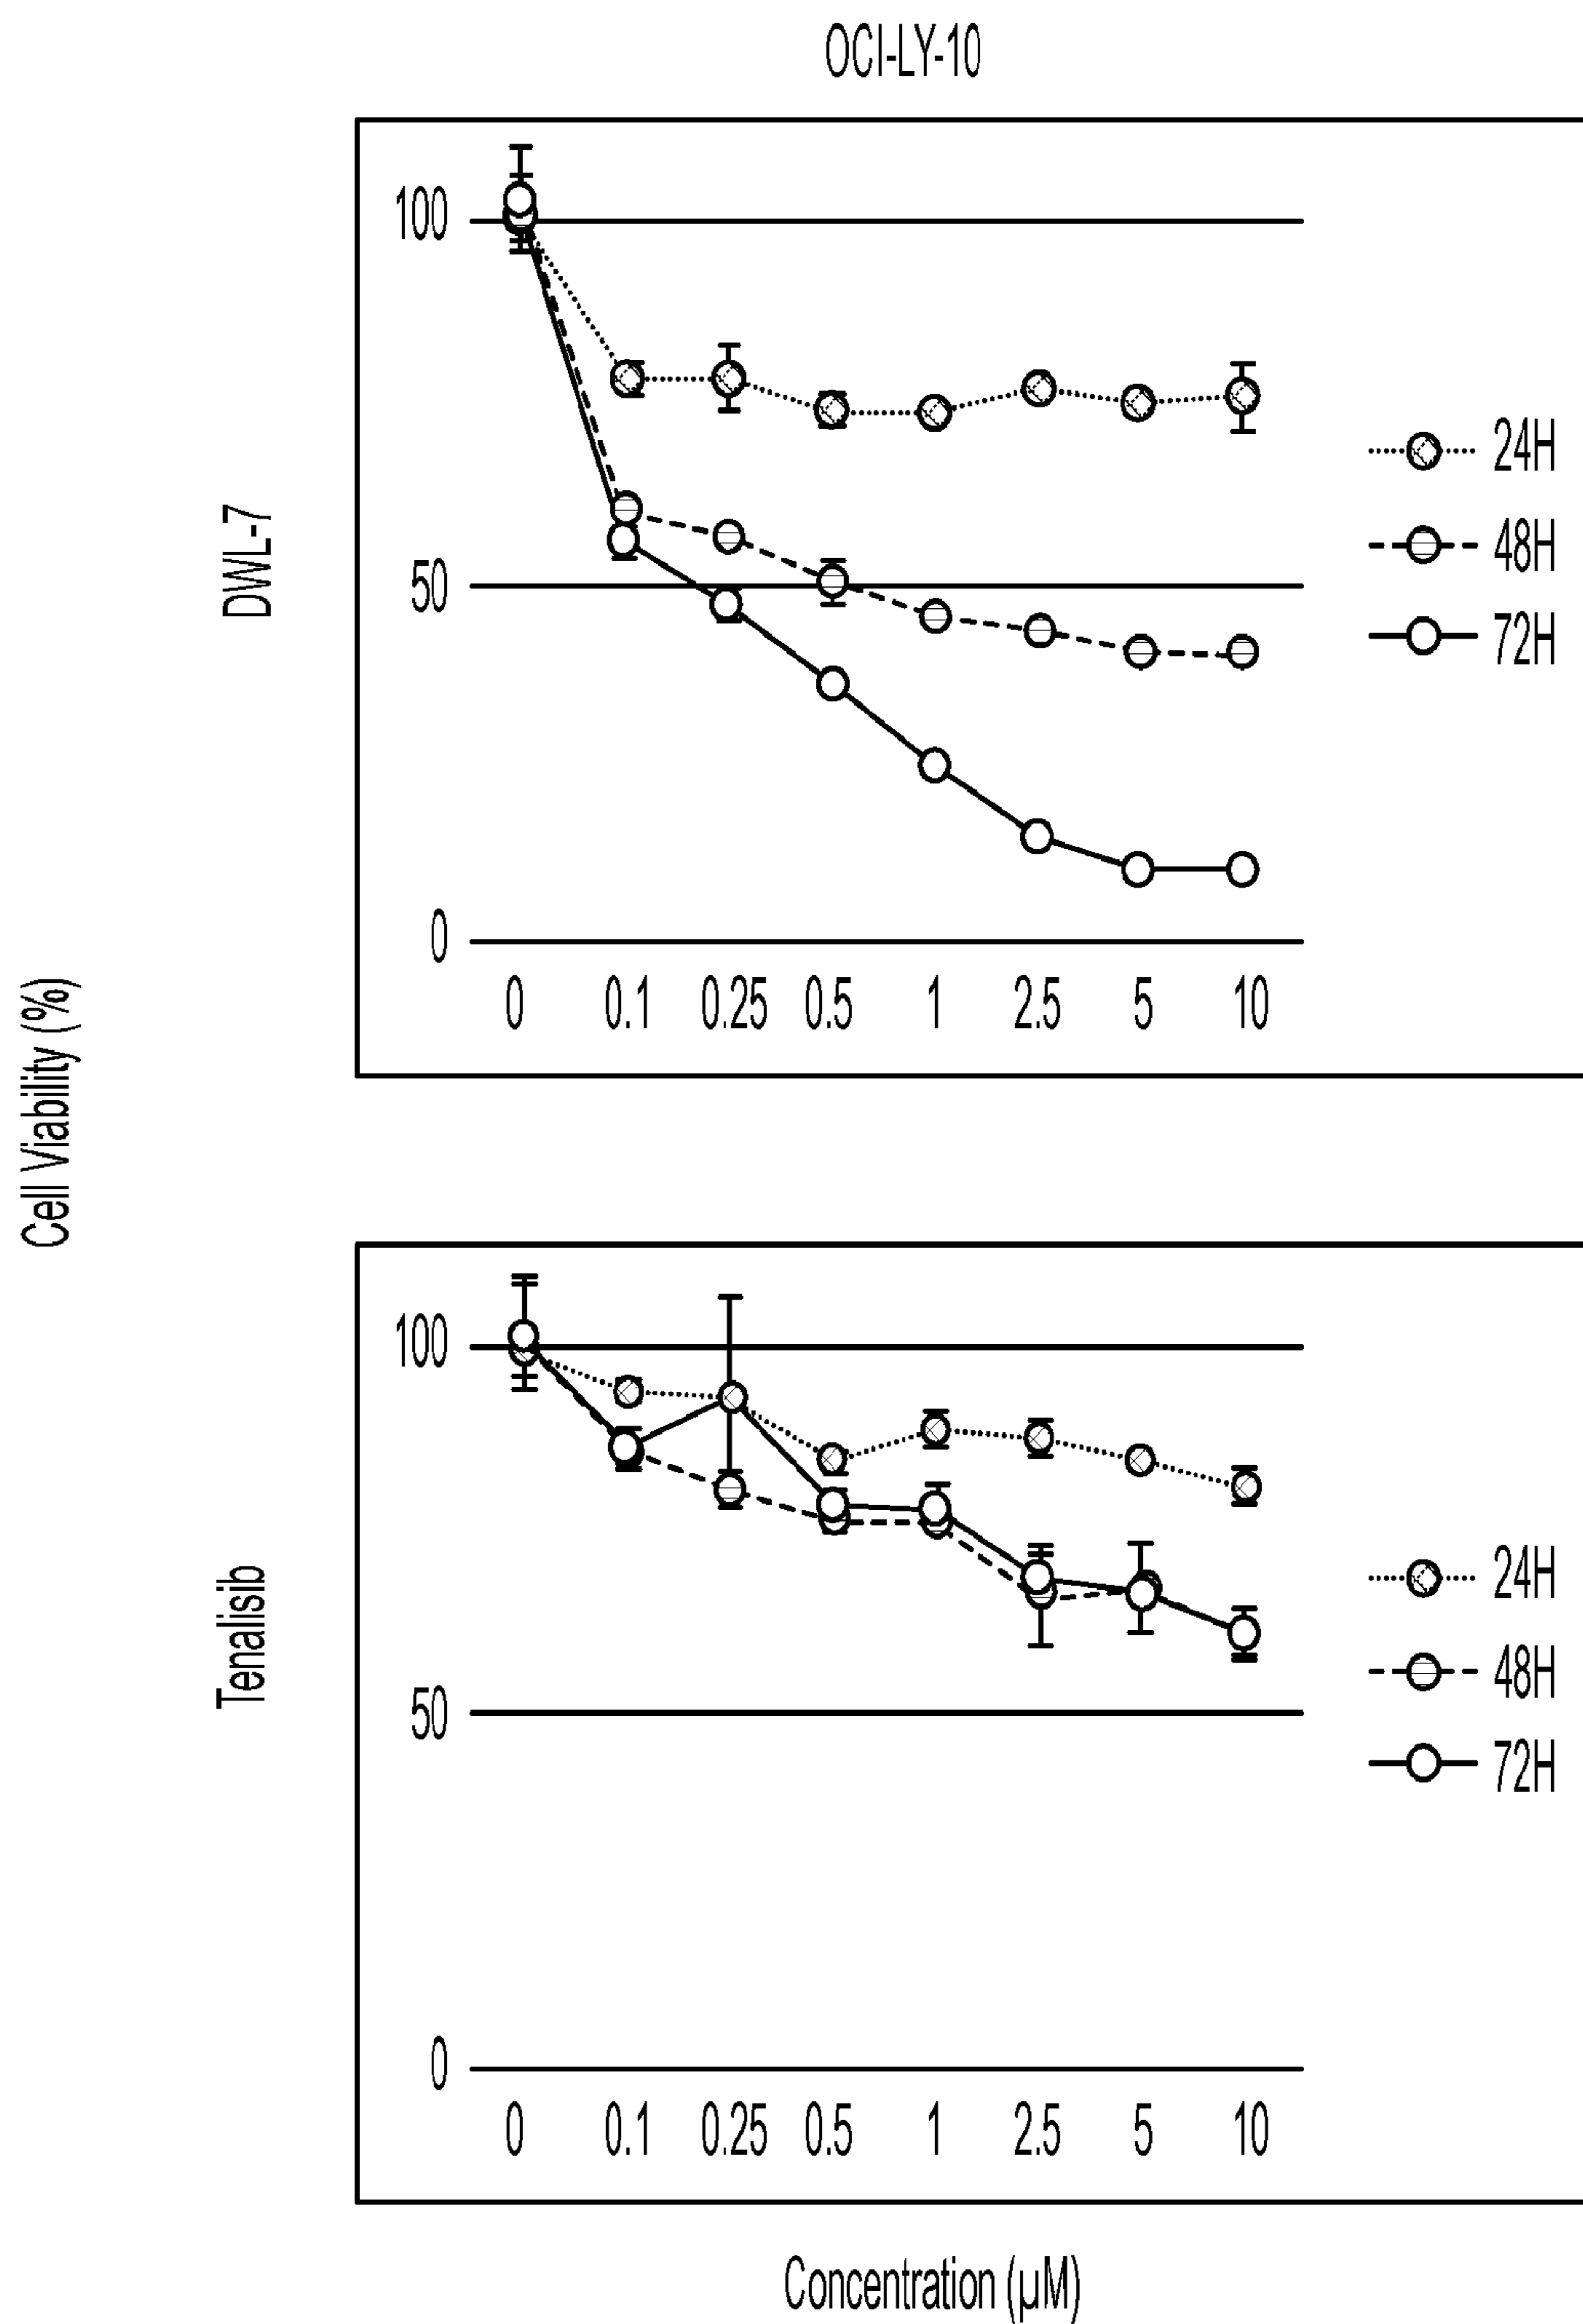 OCI-LY-10
Cell Viability (%)
DWL-7
100
50
0
0 0.1 0.25 0.5 1 2.5 5 10
24H
48H
72H
Tenalisib
100
50
0
0 0.1 0.25 0.5 1 2.5 5 10
24H
48H
72H
Concentration (µM)